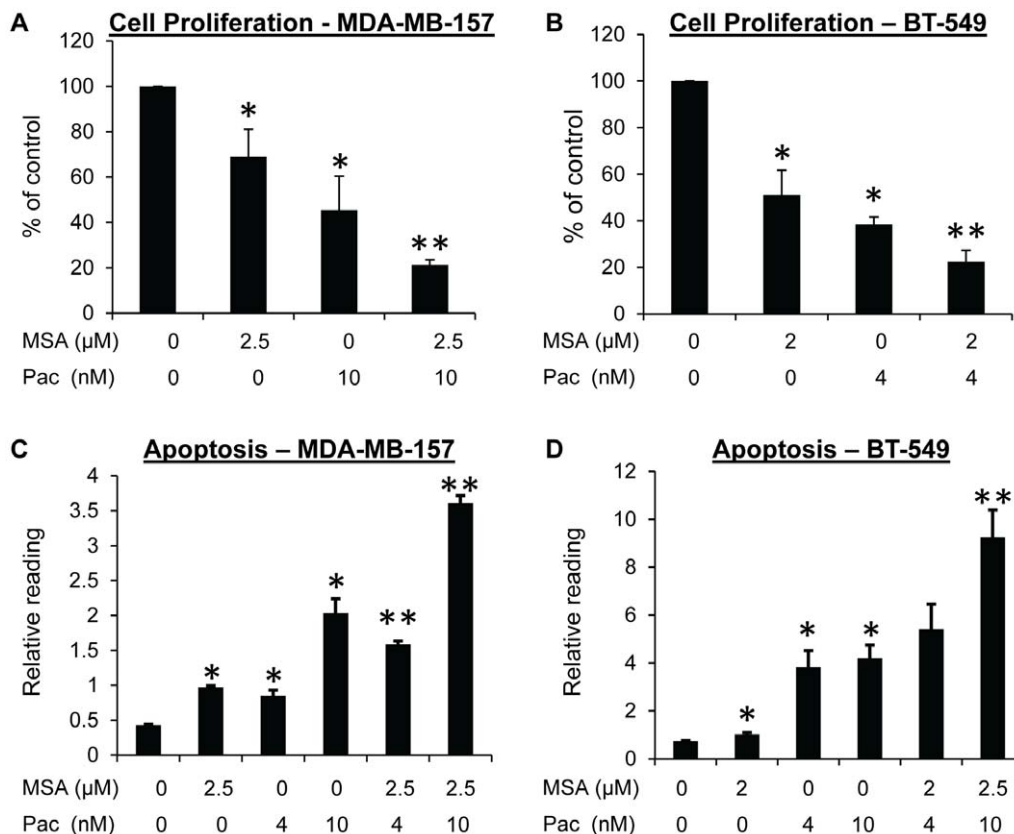 A Cell Proliferation - MDA-MB-157
120
100
80
60
40
20
0
% of control
* * **
MSA (µM) 0 2.5 0 2.5
Pac (nM) 0 0 10 10
B Cell Proliferation – BT-549
120
100
80
60
40
20
0
% of control
* * **
MSA (µM) 0 2 0 2
Pac (nM) 0 0 4 4
C Apoptosis – MDA-MB-157
4
3.5
3
2.5
2
1.5
1
0.5
0
Relative reading
* * * ** **
MSA (µM) 0 2.5 0 0 2.5 2.5
Pac (nM) 0 0 4 10 4 10
D Apoptosis – BT-549
12
10
8
6
4
2
0
Relative reading
* * * **
MSA (µM) 0 2 0 0 2 2.5
Pac (nM) 0 0 4 10 4 10